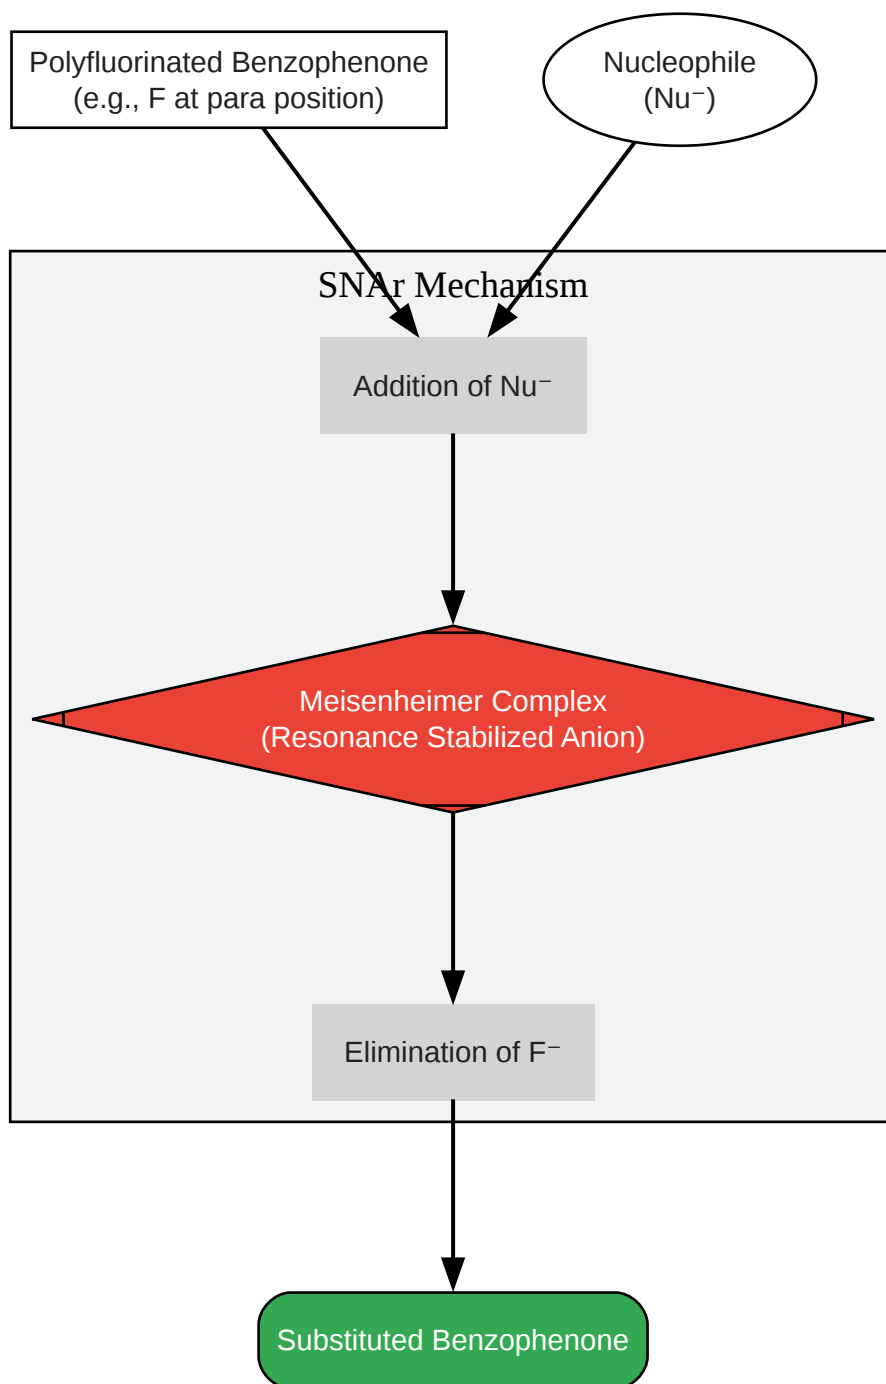 Polyfluorinated Benzophenone
(e.g., F at para position)
Nucleophile
(Nu⁻)
SNAr Mechanism
Addition of Nu⁻
Meisenheimer Complex
(Resonance Stabilized Anion)
Elimination of F⁻
Substituted Benzophenone